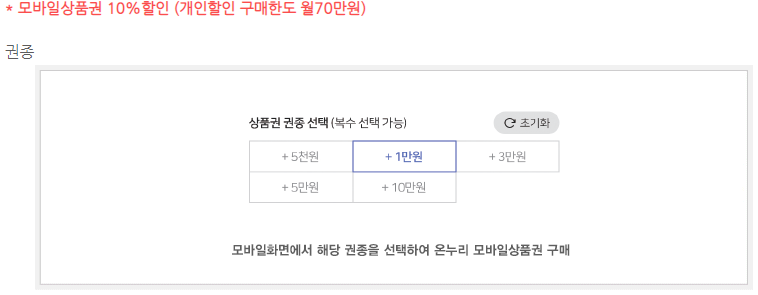 * 모바일상품권 10%할인 (개인할인 구매한도 월70만원)
권종
상품권 권종 선택 (복수 선택 가능) 초기화
+ 5천원 + 1만원 + 3만원
+ 5만원 + 10만원
모바일화면에서 해당 권종을 선택하여 온누리 모바일상품권 구매